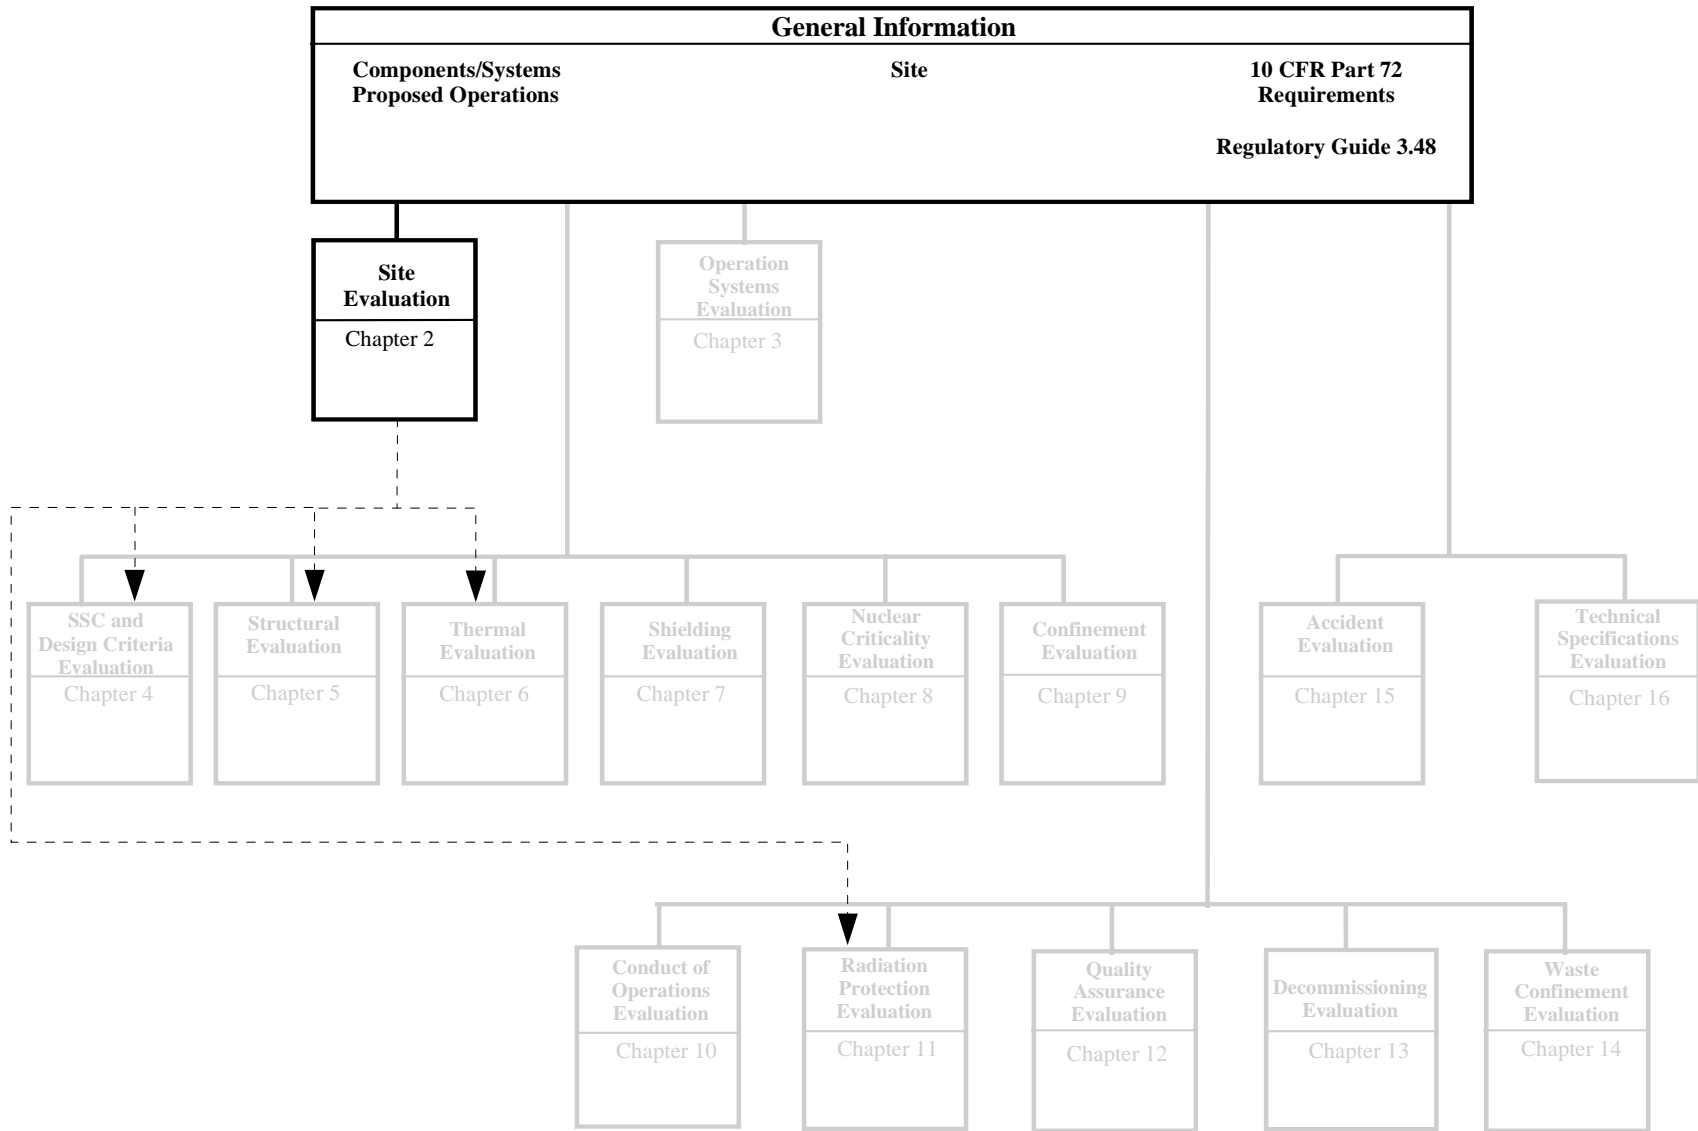 General Information
Components/Systems
Proposed Operations
Site
10 CFR Part 72
Requirements
Regulatory Guide 3.48
Site
Evaluation
Chapter 2
Operation
Systems
Evaluation
Chapter 3
SSC and
Design Criteria
Evaluation
Chapter 4
Structural
Evaluation
Chapter 5
Thermal
Evaluation
Chapter 6
Shielding
Evaluation
Chapter 7
Nuclear
Criticality
Evaluation
Chapter 8
Confinement
Evaluation
Chapter 9
Accident
Evaluation
Chapter 15
Technical
Specifications
Evaluation
Chapter 16
Conduct of
Operations
Evaluation
Chapter 10
Radiation
Protection
Evaluation
Chapter 11
Quality
Assurance
Evaluation
Chapter 12
Decommissioning
Evaluation
Chapter 13
Waste
Confinement
Evaluation
Chapter 14